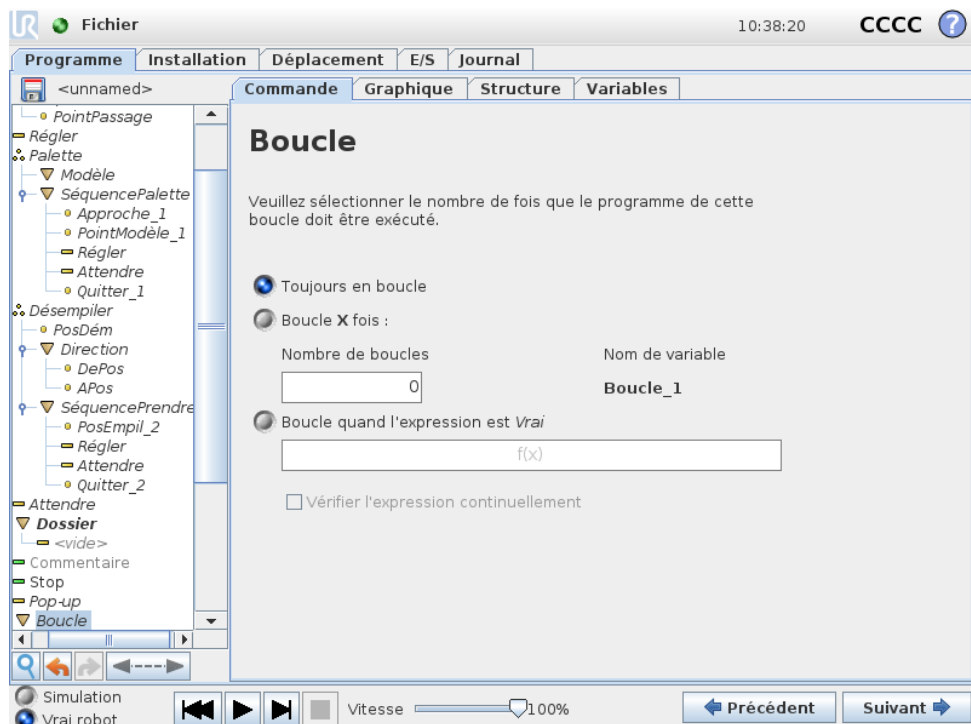 UR Fichier 10:38:20 CCCC ?
Programme Installation Déplacement E/S Journal
<unnamed> Commande Graphique Structure Variables
PointPassage
Régler
Palette
Modèle
SéquencePalette
Approche_1
PointModèle_1
Régler
Attendre
Quitter_1
Désempiler
PosDém
Direction
DePos
APos
SéquencePrendre
PosEmpil_2
Régler
Attendre
Quitter_2
Attendre
Dossier
<vide>
Commentaire
Stop
Pop-up
Boucle
Boucle
Veuillez sélectionner le nombre de fois que le programme de cette
boucle doit être exécuté.
Toujours en boucle
Boucle X fois :
Nombre de boucles Nom de variable
0 Boucle_1
Boucle quand l'expression est Vrai
f(x)
Vérifier l'expression continuellement
Simulation
Vrai robot
Vitesse 100% Précédent Suivant